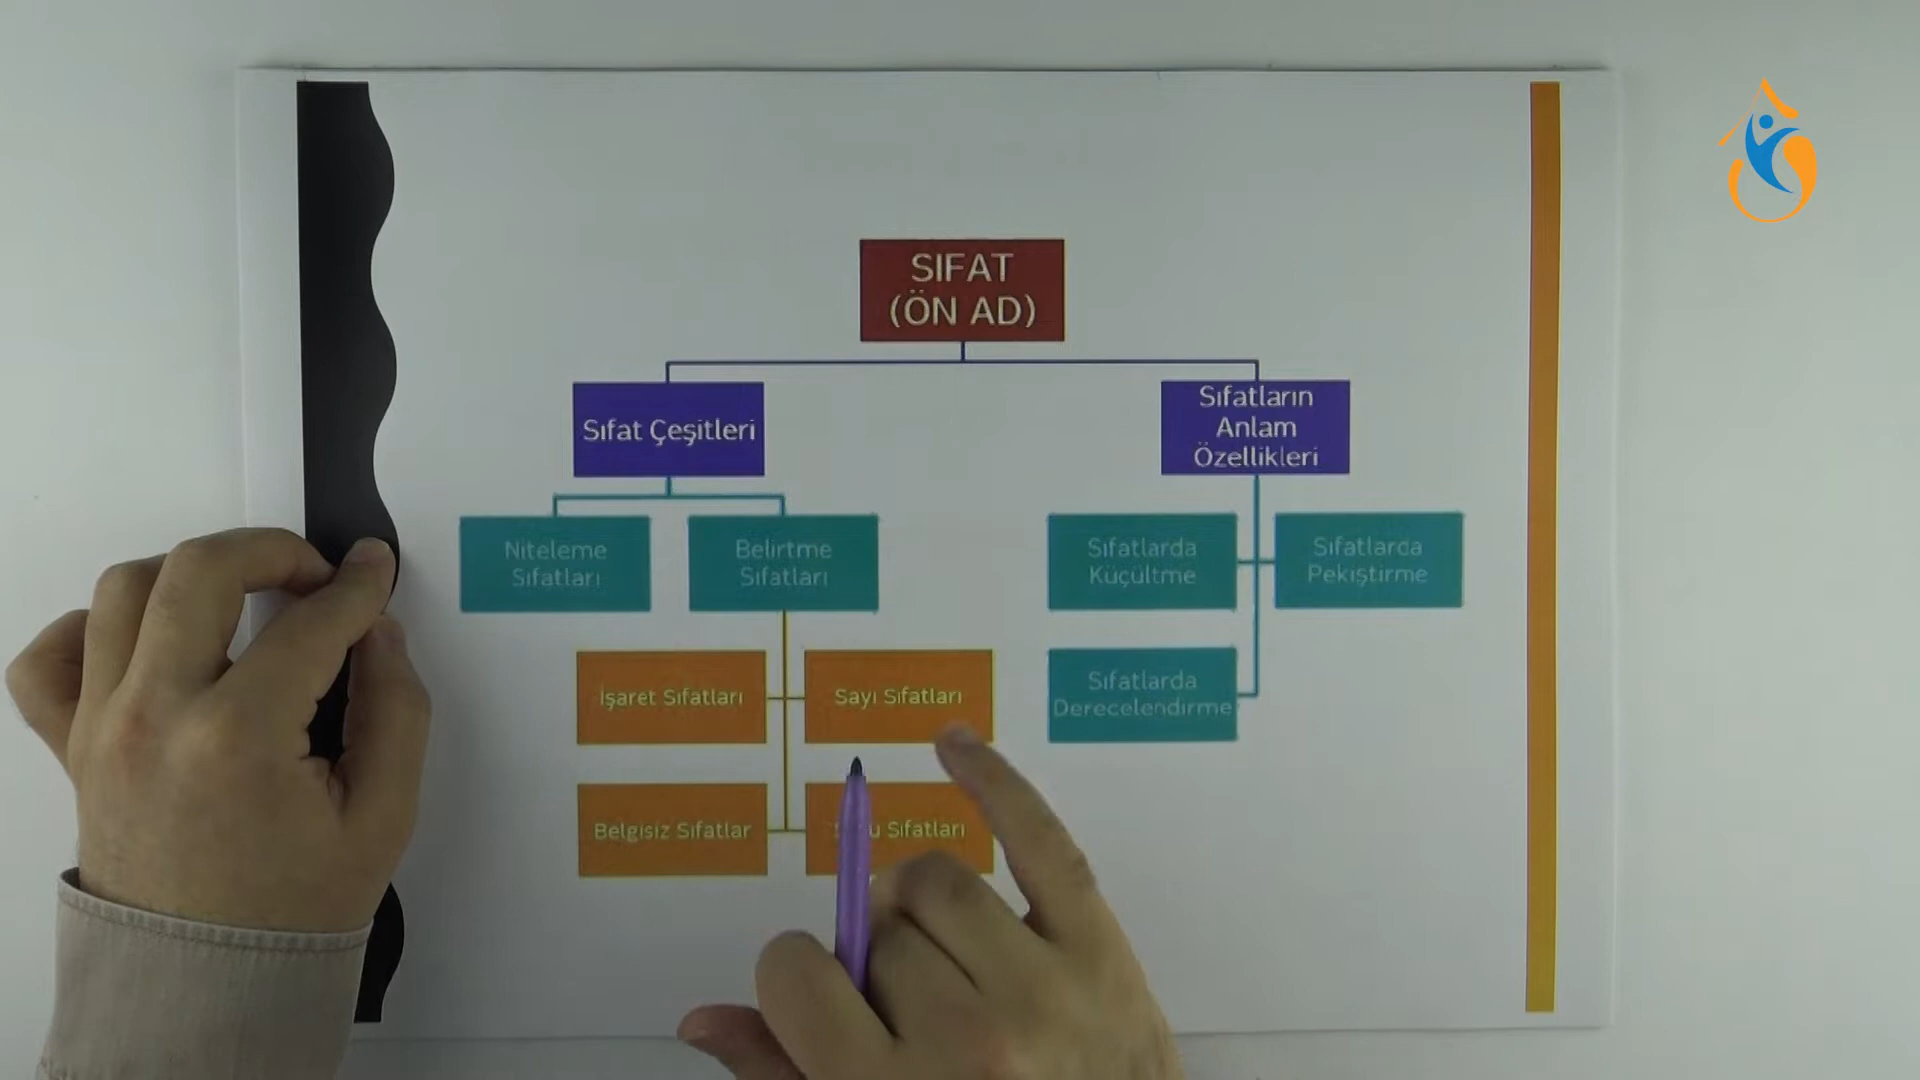 SIFAT
(ÖN AD)
Sıfat Çeşitleri
Sıfatların
Anlam
Özellikleri
Niteleme
Sıfatları
Belirtme
Sıfatları
Sıfatlarda
Küçültme
Sıfatlarda
Pekiştirme
İşaret Sıfatları
Sayı Sıfatları
Sıfatlarda
Derecelendirme
Belgisiz Sıfatlar
Sıfatları